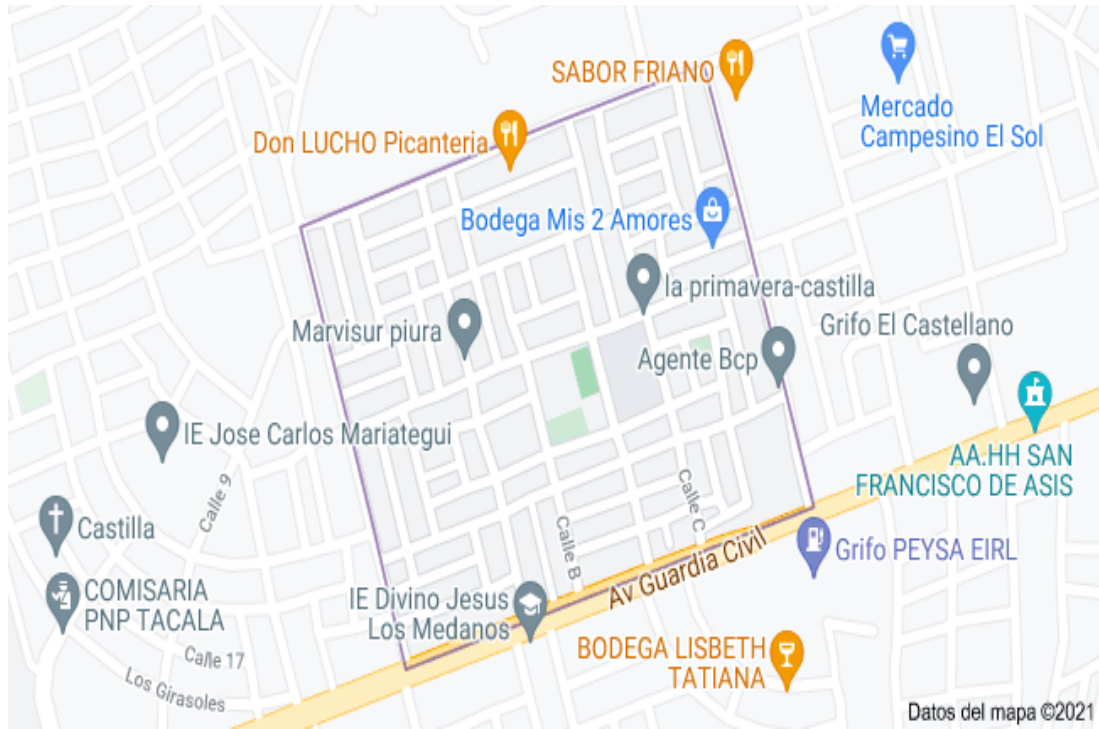 SABOR FRIANO
Mercado
Campesino El Sol
Don LUCHO Picanteria
Bodega Mis 2 Amores
la primavera-castilla
Marvisur piura
Grifo El Castellano
Agente Bcp
IE Jose Carlos Mariategui
AA.HH SAN
FRANCISCO DE ASIS
Calle 9
Calle C
Castilla
Calle B
Av Guardia Civil
Grifo PEYSA EIRL
COMISARIA
PNP TACALA
IE Divino Jesus
Los Medanos
Calle 17
BODEGA LISBETH
TATIANA
Los Girasoles
Datos del mapa ©2021